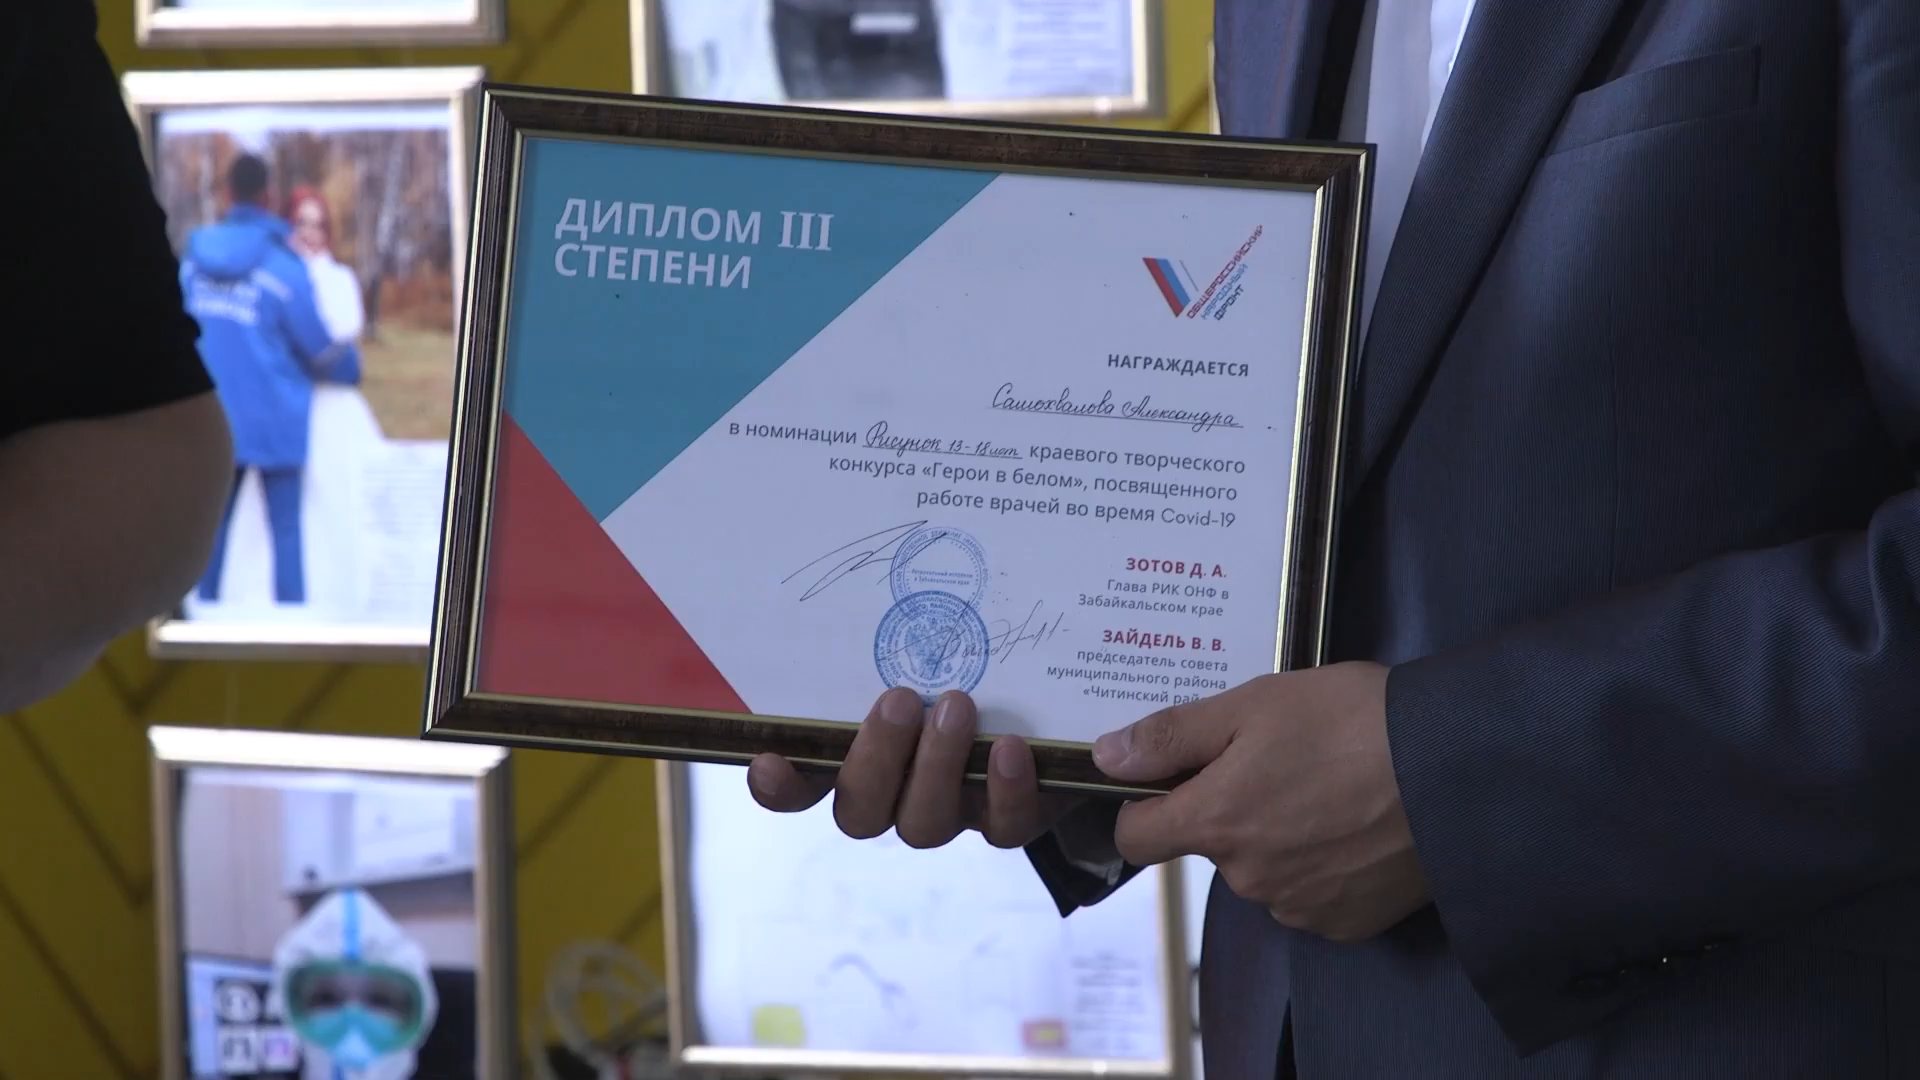 ДИПЛОМ III
СТЕПЕНИ
ОБЩЕРОССИЙСКИЙ
НАРОДНЫЙ
ФРОНТ
НАГРАЖДАЕТСЯ
Самохвалова Александра
в номинации Рисунок 13-18 лет краевого творческого
конкурса «Герои в белом», посвященного
работе врачей во время Covid-19
ЗОТОВ Д. А.
Глава РИК ОНФ в
Забайкальском крае
ЗАЙДЕЛЬ В. В.
председатель совета
муниципального района
«Читинский